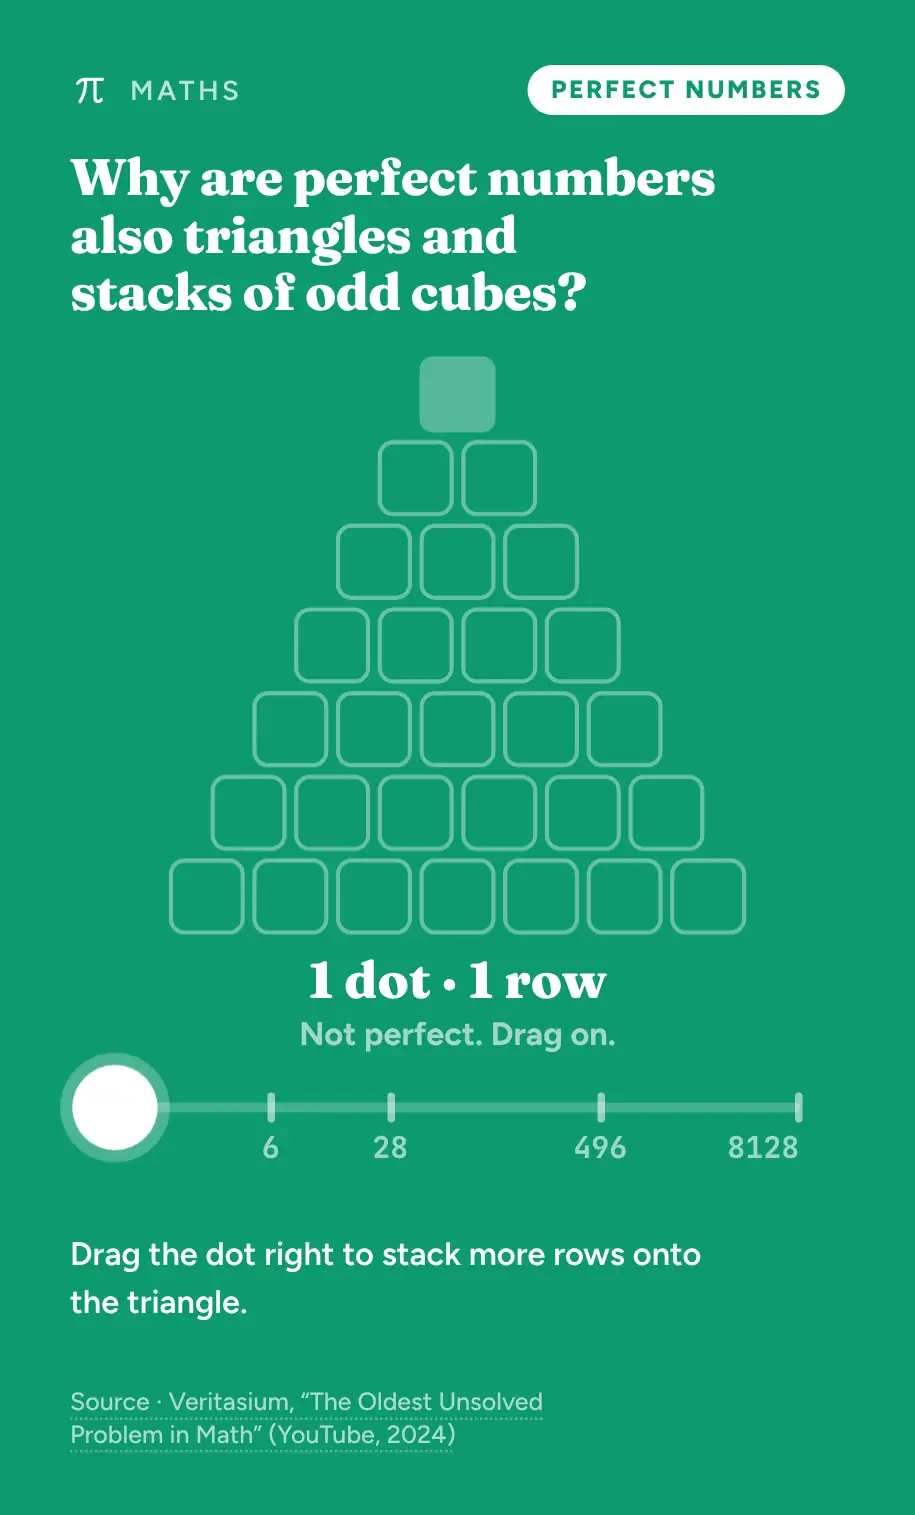 π MATHS
PERFECT NUMBERS
Why are perfect numbers
also triangles and
stacks of odd cubes?
1 dot · 1 row
Not perfect. Drag on.
6 28 496 8128
Drag the dot right to stack more rows onto
the triangle.
Source · Veritasium, “The Oldest Unsolved
Problem in Math” (YouTube, 2024)